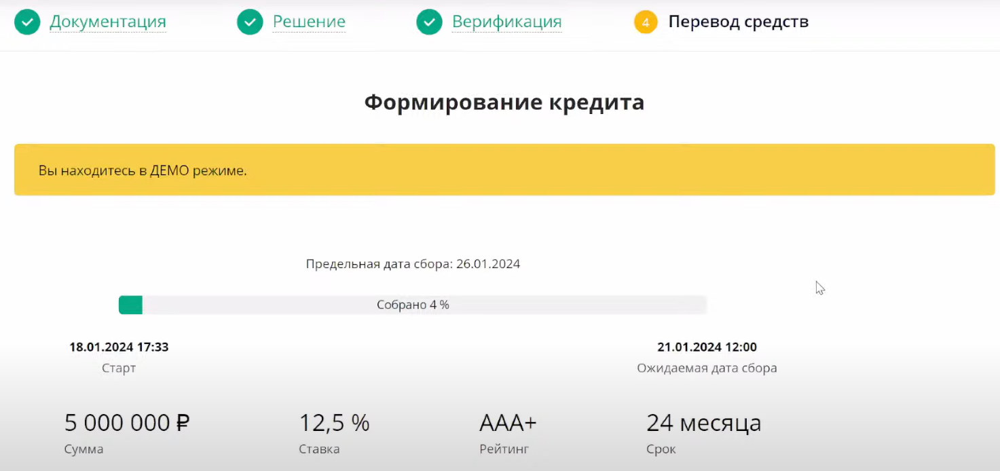 Документация Решение Верификация 4 Перевод средств
Формирование кредита
Вы находитесь в ДЕМО режиме.
Предельная дата сбора: 26.01.2024
Собрано 4 %
18.01.2024 17:33 21.01.2024 12:00
Старт Ожидаемая дата сбора
5 000 000 ₽ 12,5 % AAA+ 24 месяца
Сумма Ставка Рейтинг Срок